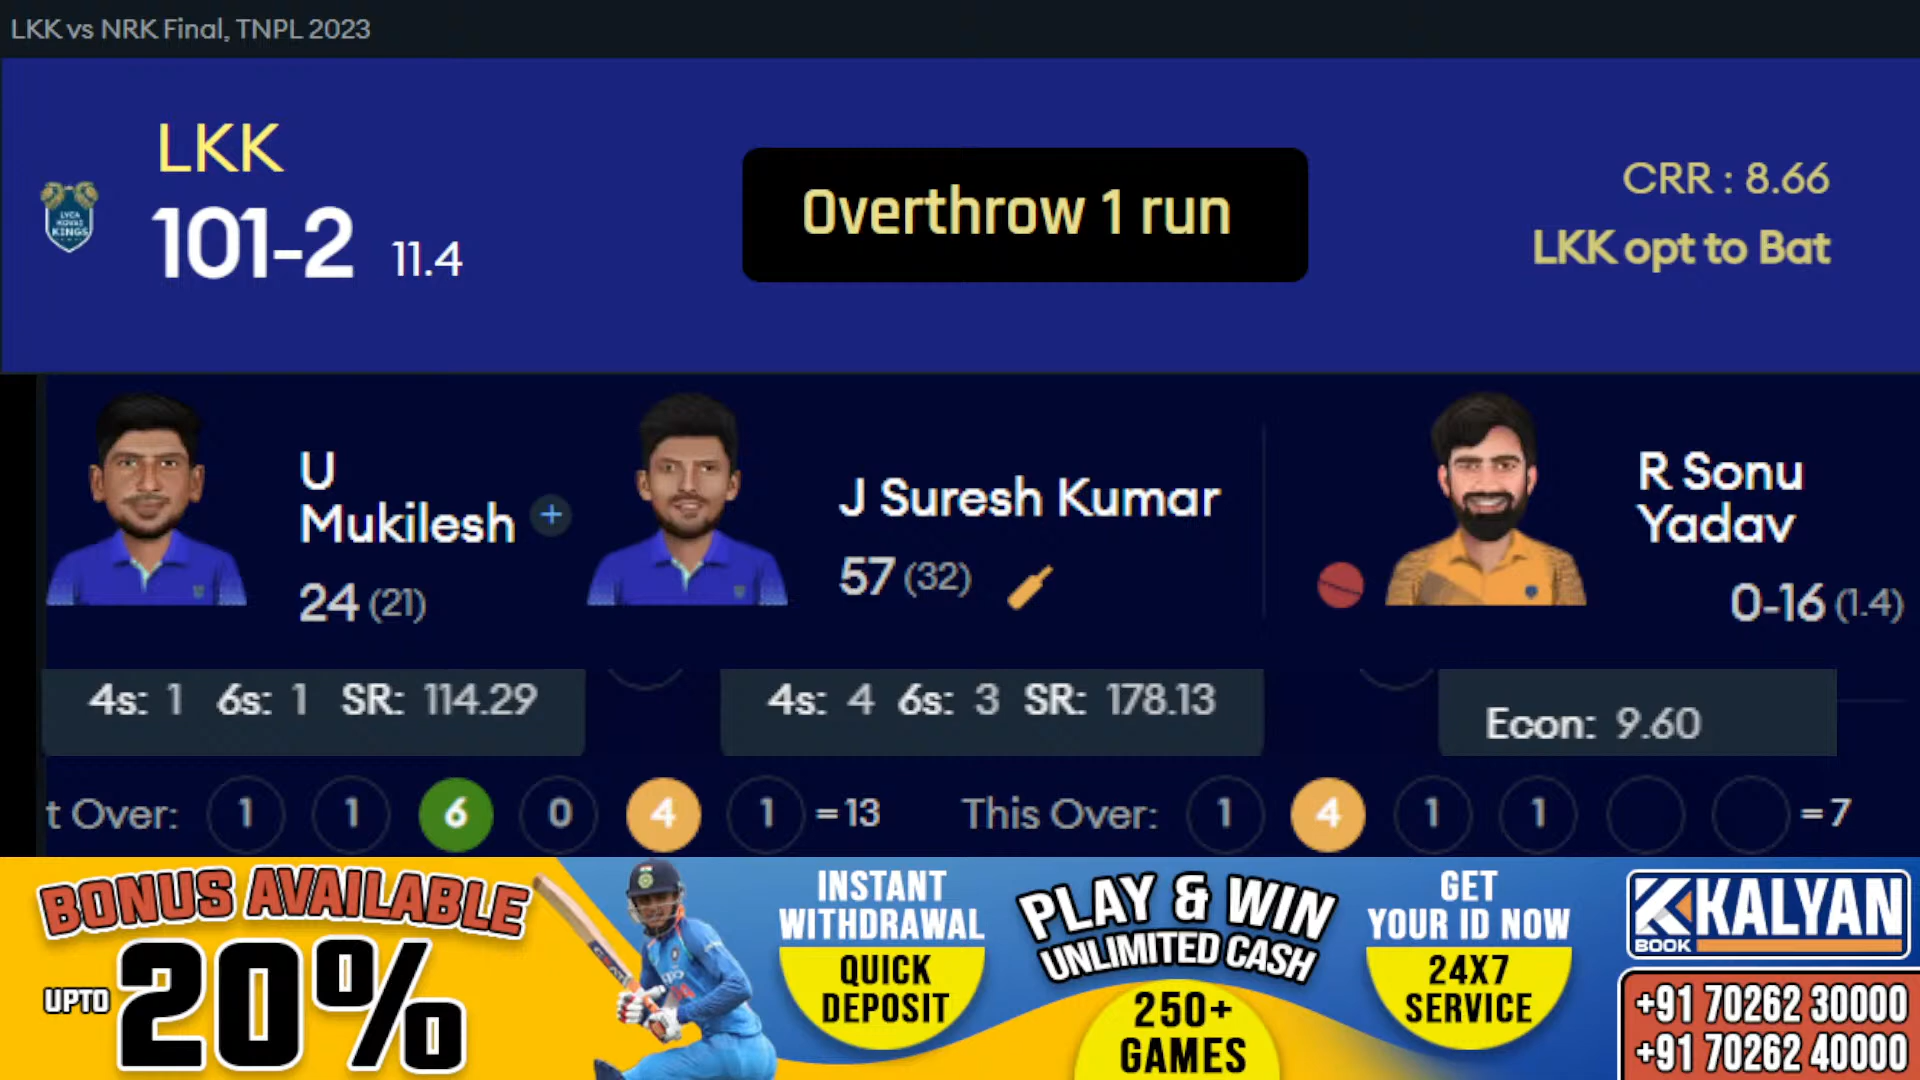 LKK vs NRK Final, TNPL 2023
LKK
101-2 11.4
LYCA
KOVAI
KINGS
Overthrow 1 run
CRR : 8.66
LKK opt to Bat
U
Mukilesh +
24 (21)
J Suresh Kumar
57 (32)
R Sonu
Yadav
0-16 (1.4)
4s: 1 6s: 1 SR: 114.29
4s: 4 6s: 3 SR: 178.13
Econ: 9.60
t Over: 1 1 6 0 4 1 = 13
This Over: 1 4 1 1 = 7
BONUS AVAILABLE
UPTO 20%
INSTANT
WITHDRAWAL
QUICK
DEPOSIT
PLAY & WIN
UNLIMITED CASH
250+
GAMES
GET
YOUR ID NOW
24X7
SERVICE
KALYAN
BOOK
+91 70262 30000
+91 70262 40000